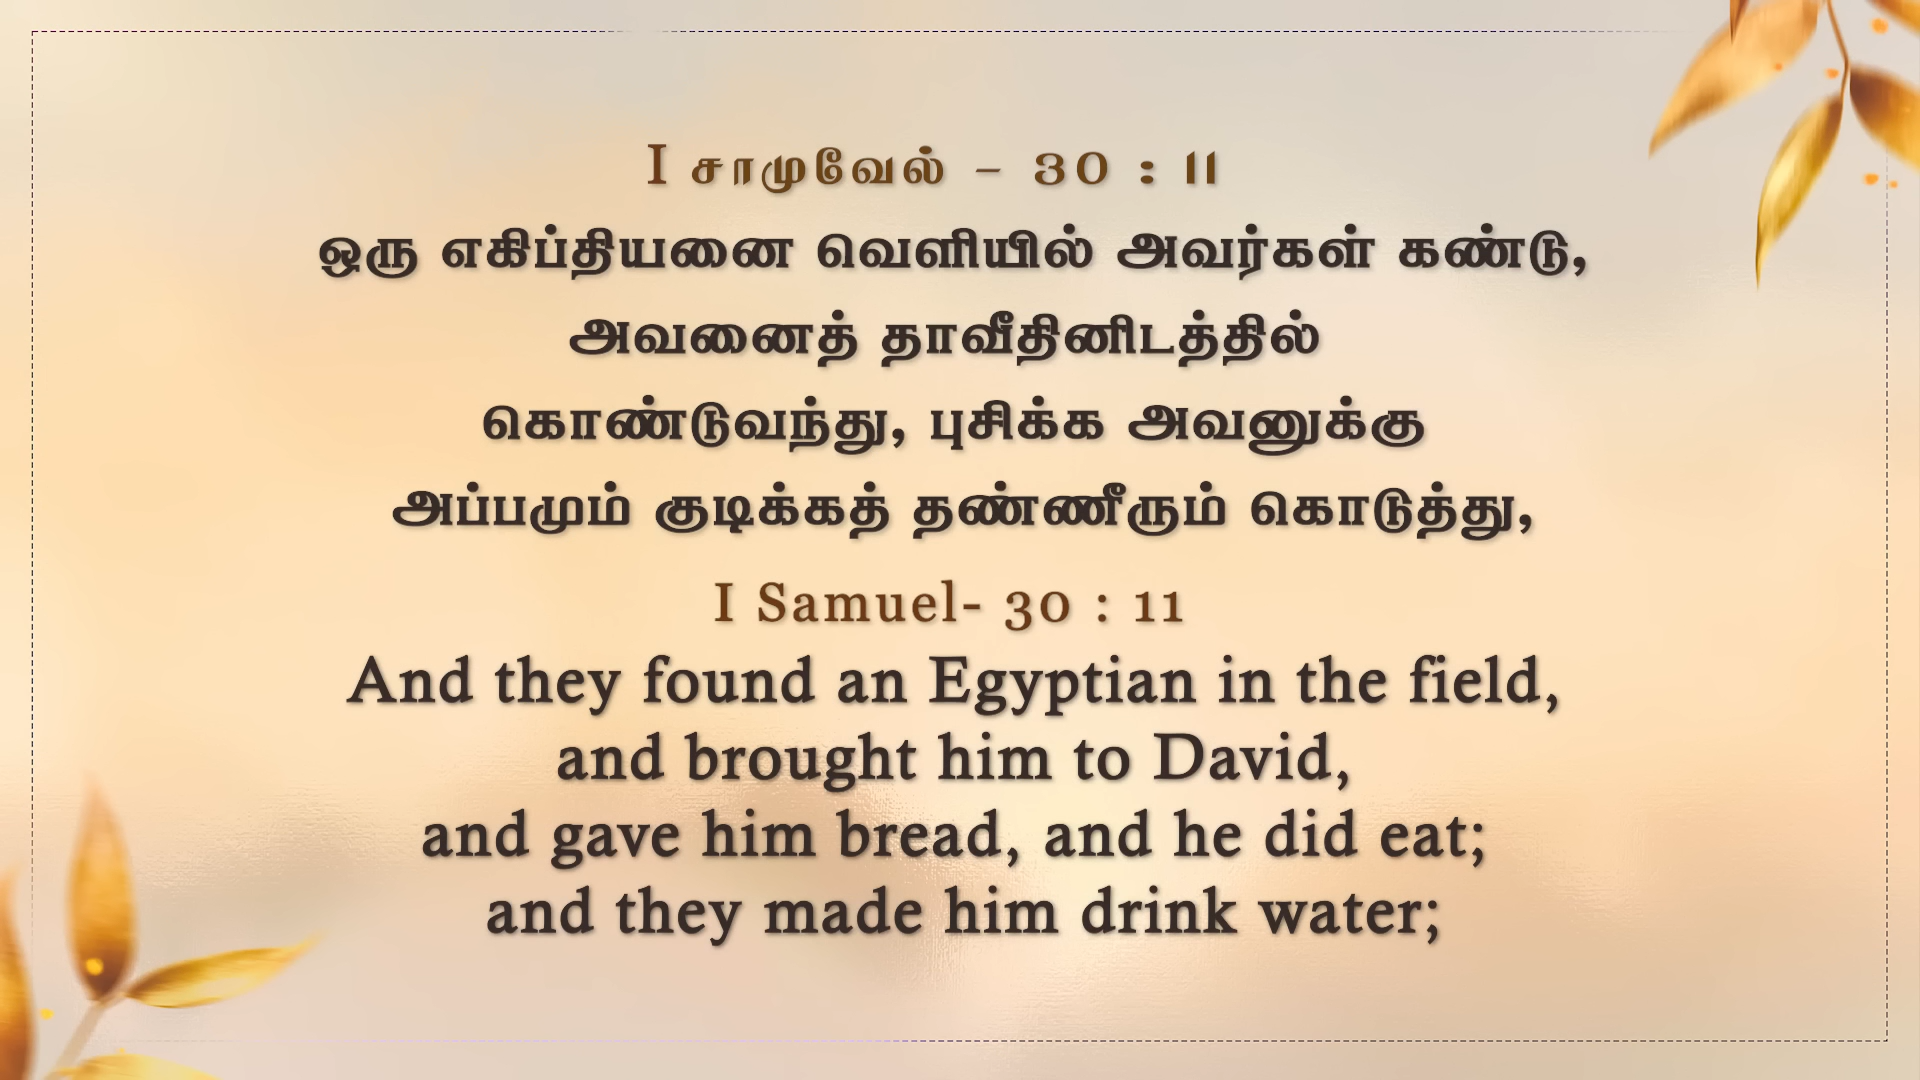 I சாமுவேல் - 30 : 11
ஒரு எகிப்தியனை வெளியில் அவர்கள் கண்டு,
அவனைத் தாவீதினிடத்தில்
கொண்டுவந்து, புசிக்க அவனுக்கு
அப்பமும் குடிக்கத் தண்ணீரும் கொடுத்து,
I Samuel- 30 : 11
And they found an Egyptian in the field,
and brought him to David,
and gave him bread, and he did eat;
and they made him drink water;